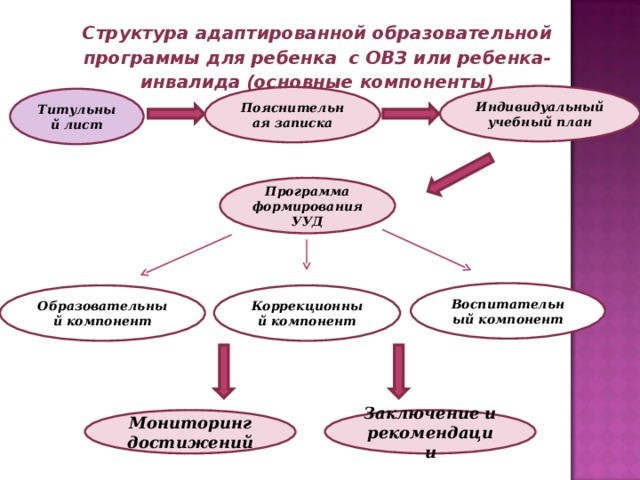 Структура адаптированной образовательной
программы для ребенка с ОВЗ или ребенка-
инвалида (основные компоненты)
Титульны
й лист
Пояснительн
ая записка
Индивидуальный
учебный план
Программа
формирования
УУД
Образовательны
й компонент
Коррекционны
й компонент
Воспитательн
ый компонент
Мониторинг
достижений
Заключение и
рекомендаци
и